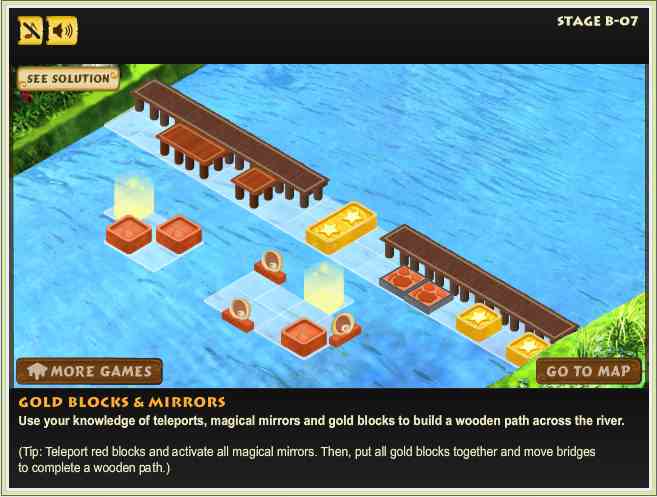 STAGE B-07
SEE SOLUTION
MORE GAMES
GO TO MAP
GOLD BLOCKS & MIRRORS
Use your knowledge of teleports, magical mirrors and gold blocks to build a wooden path across the river.
(Tip: Teleport red blocks and activate all magical mirrors. Then, put all gold blocks together and move bridges
to complete a wooden path.)